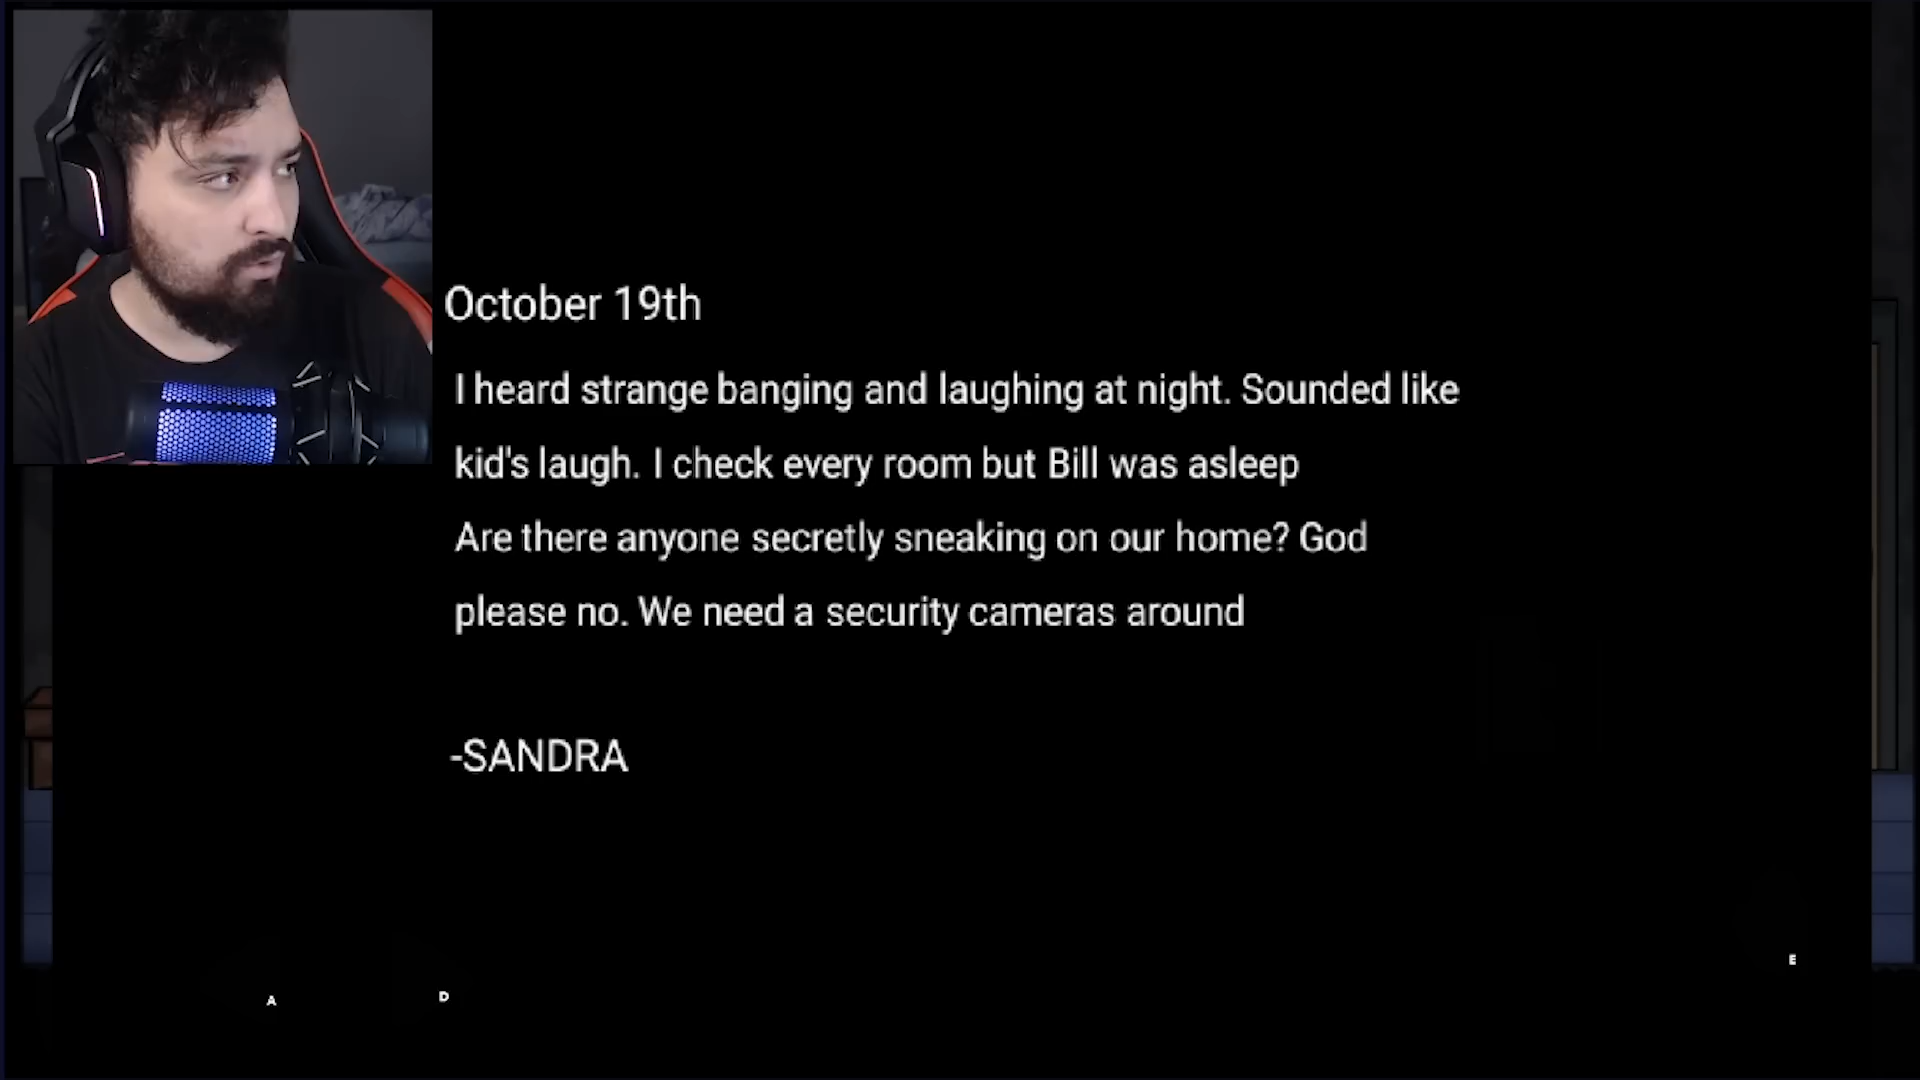 October 19th
I heard strange banging and laughing at night. Sounded like
kid's laugh. I check every room but Bill was asleep
Are there anyone secretly sneaking on our home? God
please no. We need a security cameras around
-SANDRA
E
A D